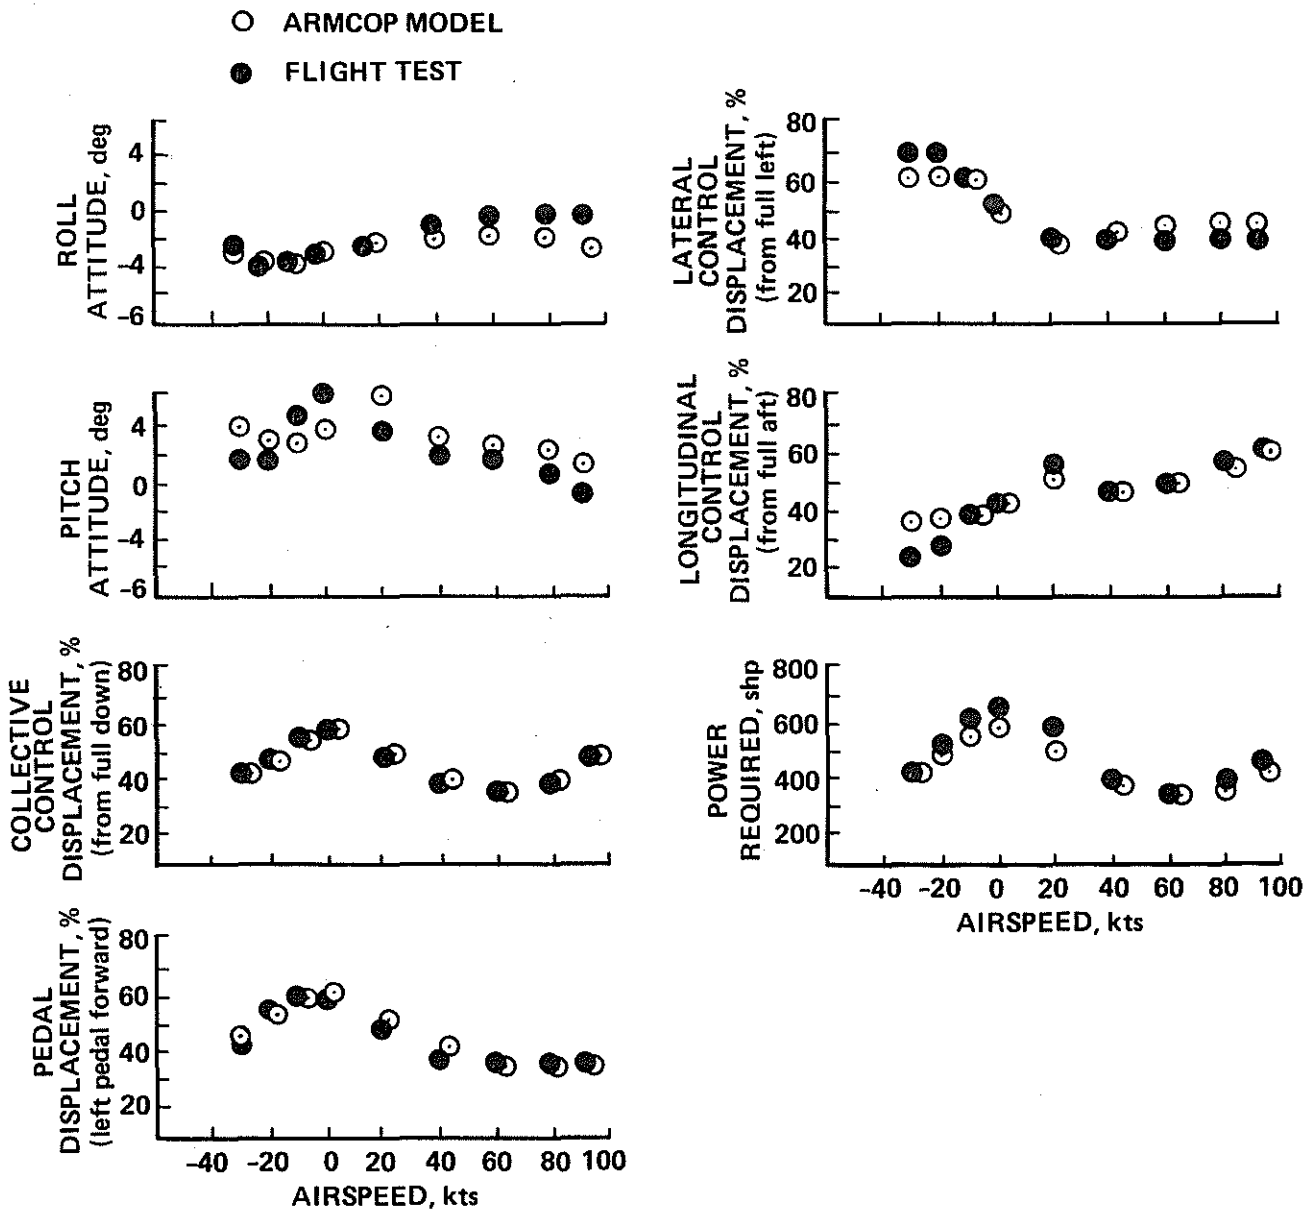 ARMCOP MODEL
FLIGHT TEST
ROLL
ATTITUDE, deg
4
0
–4
–6
LATERAL
CONTROL
DISPLACEMENT, %
(from full left)
80
60
40
20
PITCH
ATTITUDE, deg
4
0
–4
–6
LONGITUDINAL
CONTROL
DISPLACEMENT, %
(from full aft)
80
60
40
20
COLLECTIVE
CONTROL
DISPLACEMENT, %
(from full down)
80
60
40
20
POWER
REQUIRED, shp
800
600
400
200
–40 –20 0 20 40 60 80 100
AIRSPEED, kts
PEDAL
DISPLACEMENT, %
(left pedal forward)
80
60
40
20
–40 –20 0 20 40 60 80 100
AIRSPEED, kts